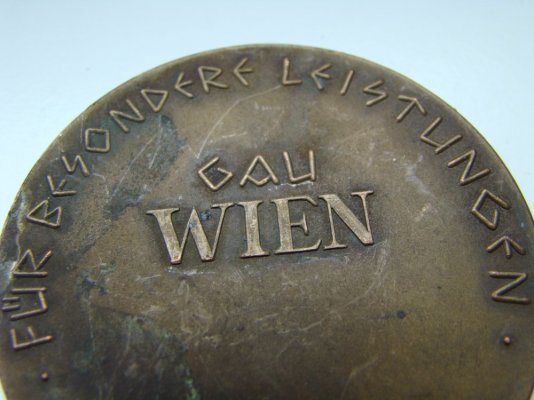 FÜR BESONDERE LEISTUNGEN
GAU
WIEN